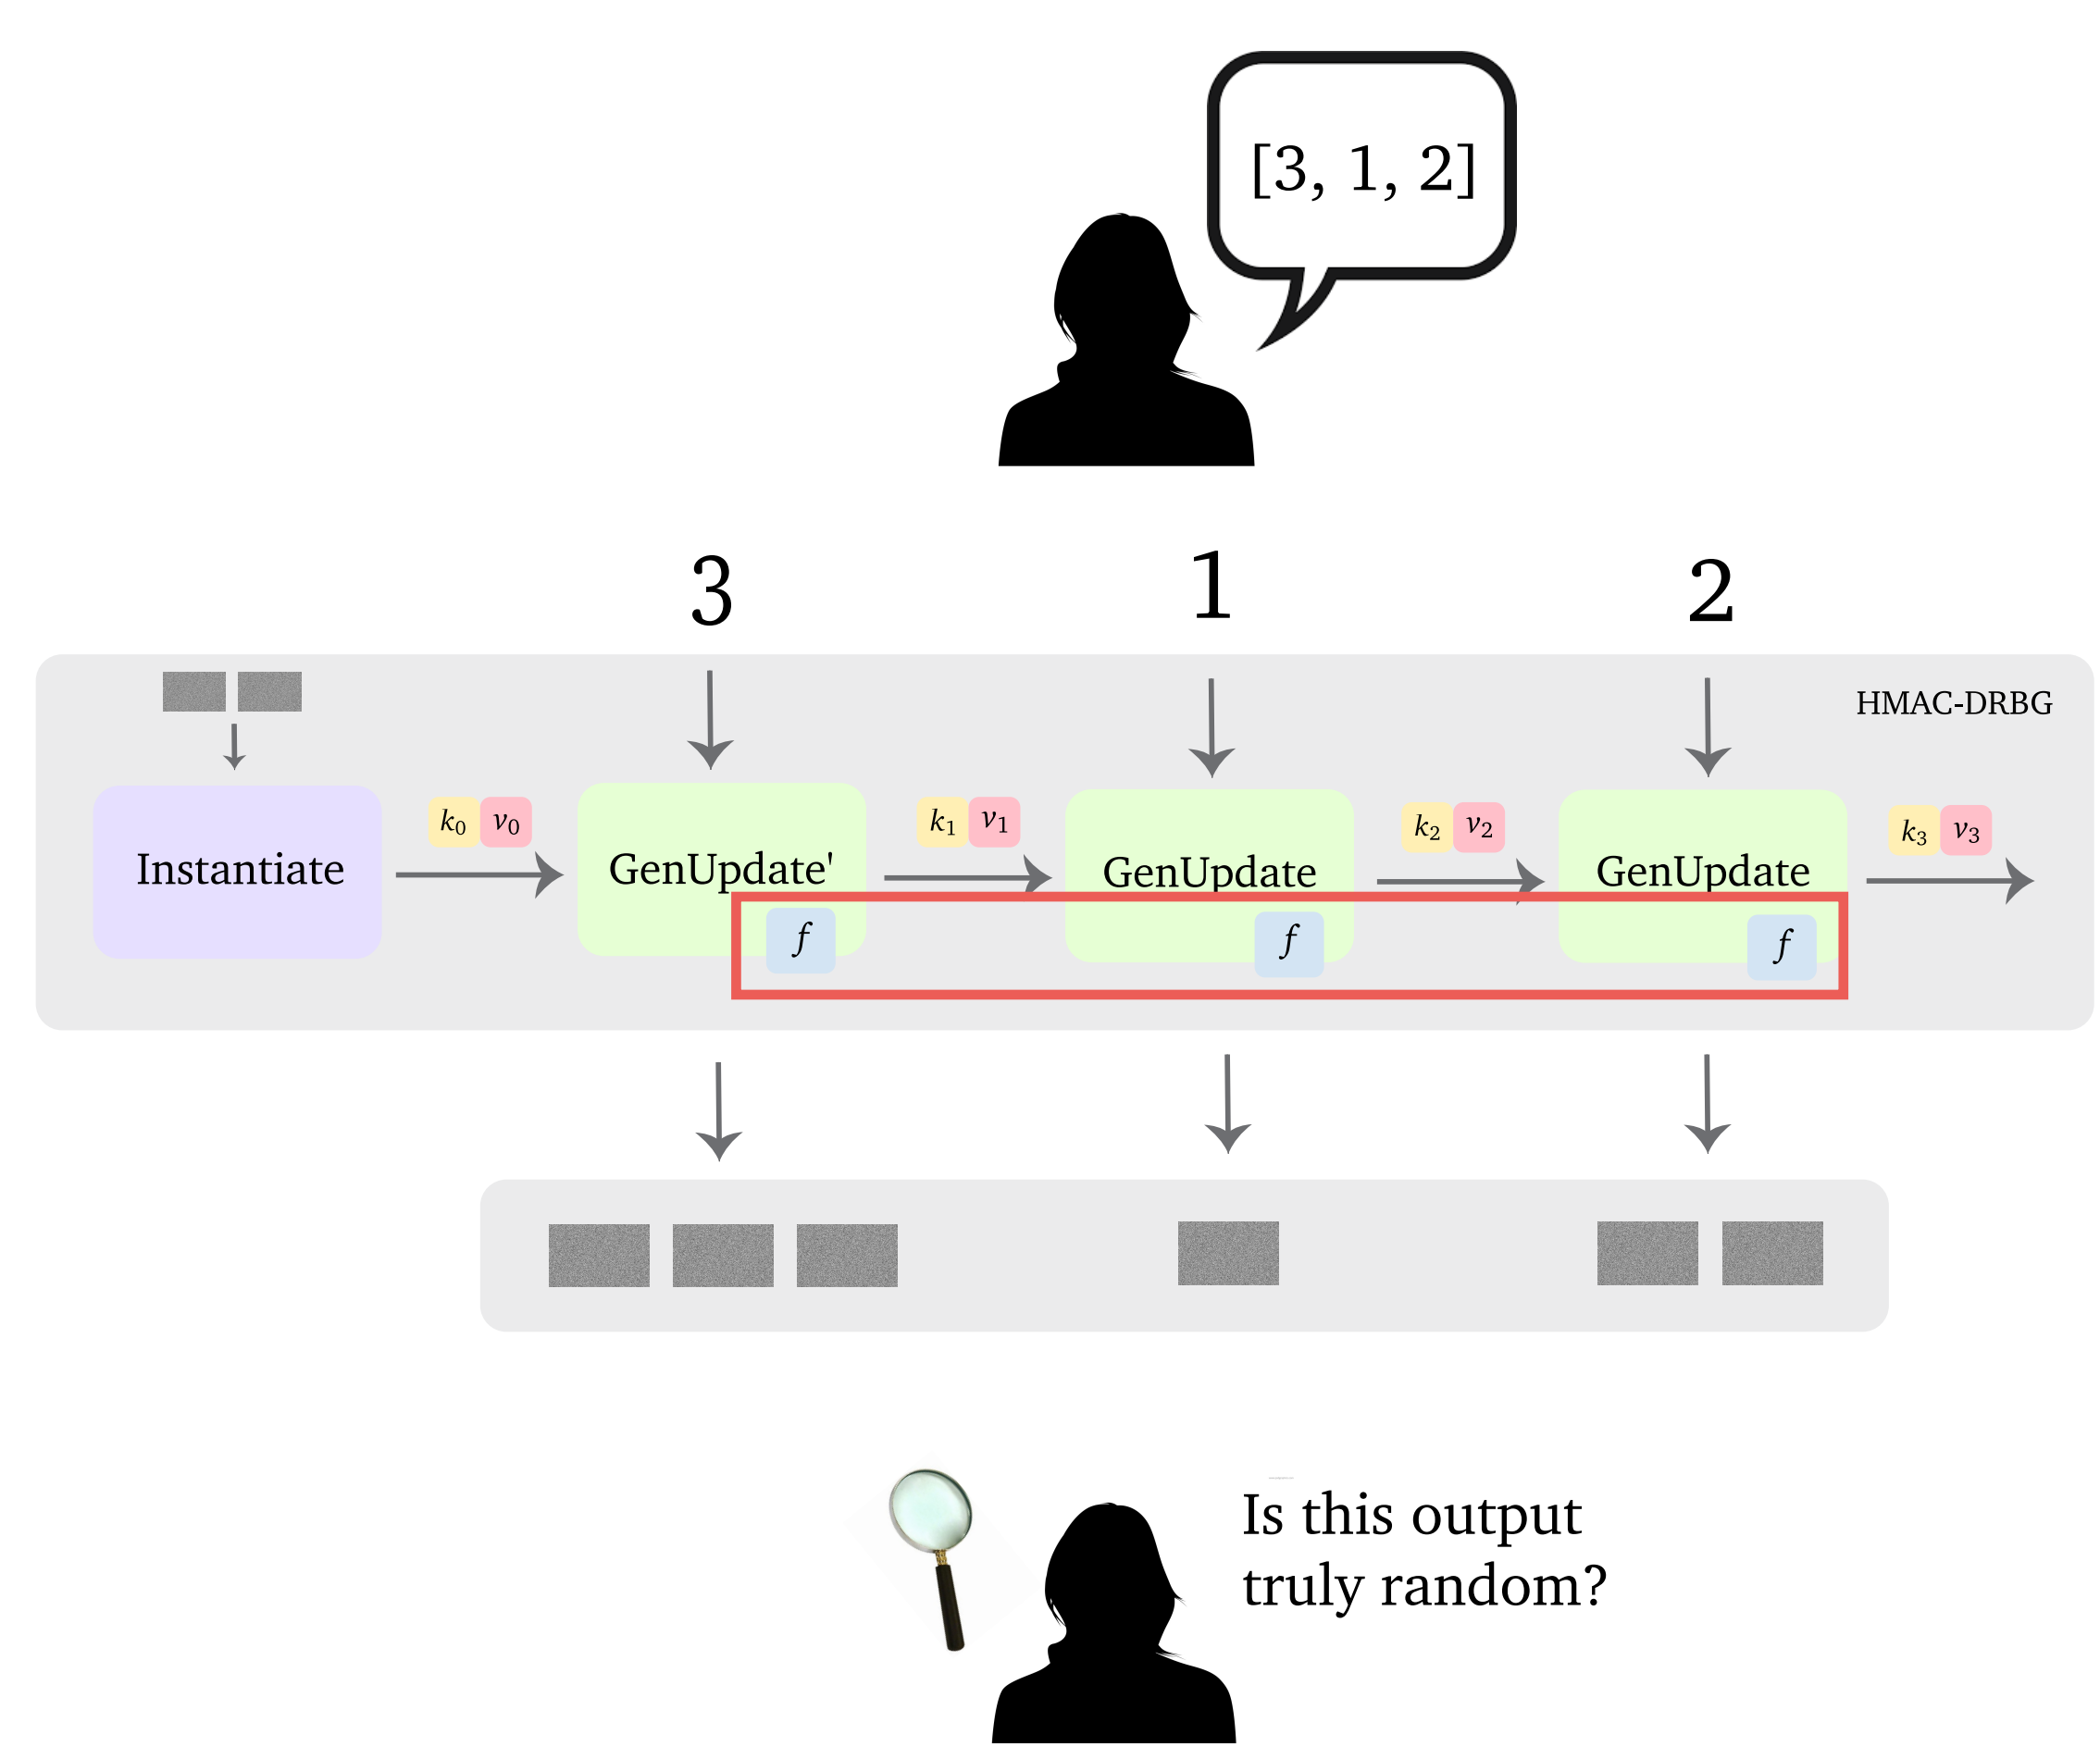 [3, 1, 2]
3
1
2
HMAC-DRBG
k₀ v₀
k₁ v₁
k₂ v₂
k₃ v₃
Instantiate
GenUpdate'
GenUpdate
GenUpdate
f
f
f
Is this output
truly random?